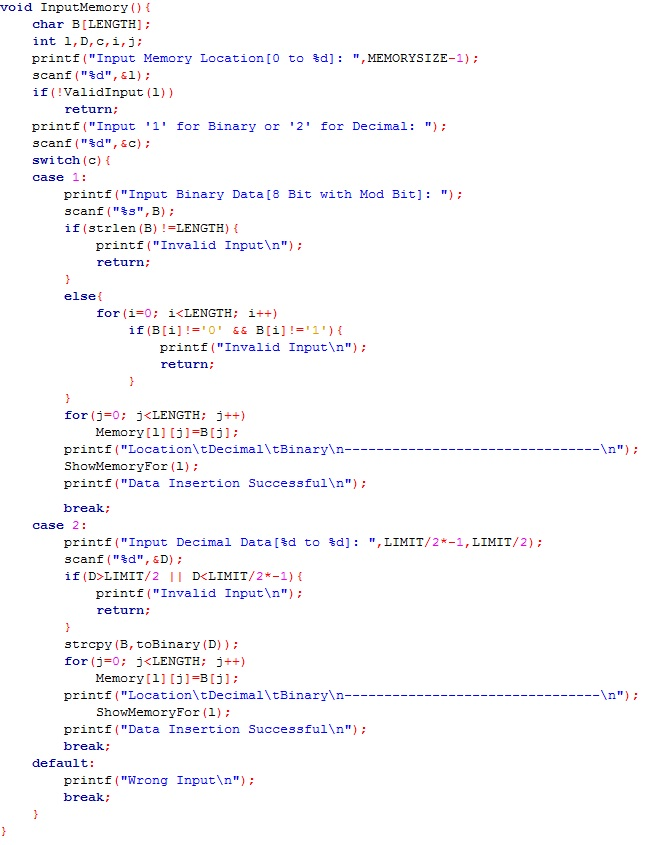 void InputMemory(){
    char B[LENGTH];
    int l,D,c,i,j;
    printf("Input Memory Location[0 to %d]: ",MEMORYSIZE-1);
    scanf("%d",&l);
    if(!ValidInput(l))
        return;
    printf("Input '1' for Binary or '2' for Decimal: ");
    scanf("%d",&c);
    switch(c){
    case 1:
        printf("Input Binary Data[8 Bit with Mod Bit]: ");
        scanf("%s",B);
        if(strlen(B)!=LENGTH){
            printf("Invalid Input\n");
            return;
        }
        else{
            for(i=0; i<LENGTH; i++)
                if(B[i]!='0' && B[i]!='1'){
                    printf("Invalid Input\n");
                    return;
                }
        }
        for(j=0; j<LENGTH; j++)
            Memory[l][j]=B[j];
        printf("Location\tDecimal\tBinary\n--------------------------------\n");
        ShowMemoryFor(l);
        printf("Data Insertion Successful\n");
        break;
    case 2:
        printf("Input Decimal Data[%d to %d]: ",LIMIT/2*-1,LIMIT/2);
        scanf("%d",&D);
        if(D>LIMIT/2 || D<LIMIT/2*-1){
            printf("Invalid Input\n");
            return;
        }
        strcpy(B,toBinary(D));
        for(j=0; j<LENGTH; j++)
            Memory[l][j]=B[j];
        printf("Location\tDecimal\tBinary\n--------------------------------\n");
            ShowMemoryFor(l);
        printf("Data Insertion Successful\n");
        break;
    default:
        printf("Wrong Input\n");
        break;
    }
}